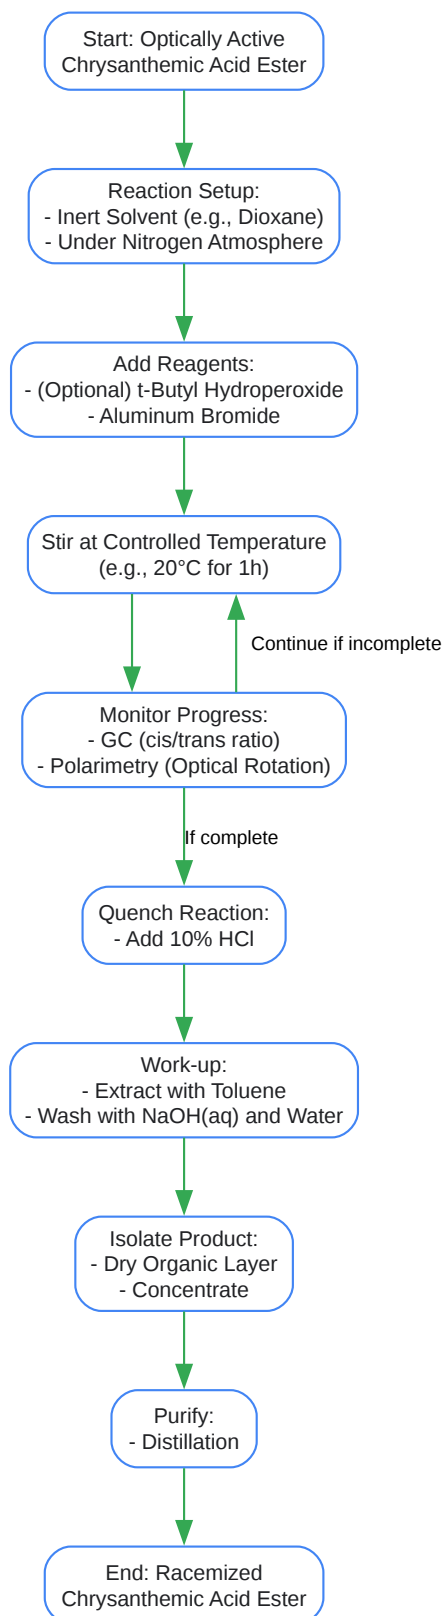 Start: Optically Active
Chrysanthemic Acid Ester
Reaction Setup:
- Inert Solvent (e.g., Dioxane)
- Under Nitrogen Atmosphere
Add Reagents:
- (Optional) t-Butyl Hydroperoxide
- Aluminum Bromide
Stir at Controlled Temperature
(e.g., 20°C for 1h)
Continue if incomplete
Monitor Progress:
- GC (cis/trans ratio)
- Polarimetry (Optical Rotation)
If complete
Quench Reaction:
- Add 10% HCl
Work-up:
- Extract with Toluene
- Wash with NaOH(aq) and Water
Isolate Product:
- Dry Organic Layer
- Concentrate
Purify:
- Distillation
End: Racemized
Chrysanthemic Acid Ester